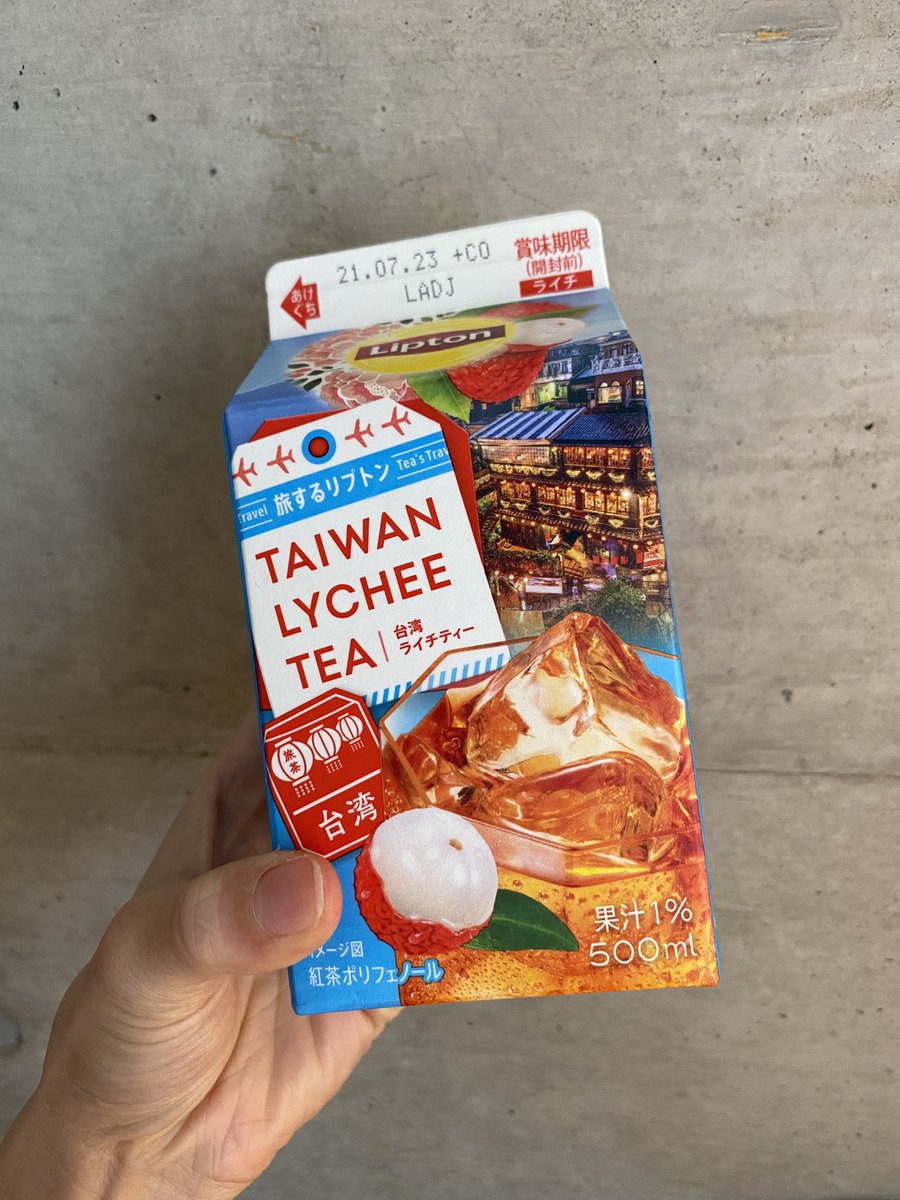 21.07.23 +CO
LADJ
あけ
ぐち
賞味期限
(開封前)
ライチ
Lipton
Travel 旅するリプトン Tea's Trav
TAIWAN
LYCHEE
TEA
台湾
ライチティー
旅茶
台湾
果汁1%
500ml
メージ図
紅茶ポリフェノール